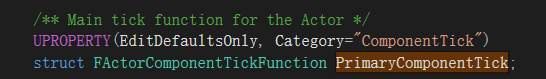 /** Main tick function for the Actor */
UPROPERTY(EditDefaultsOnly, Category="ComponentTick")
struct FActorComponentTickFunction PrimaryComponentTick;